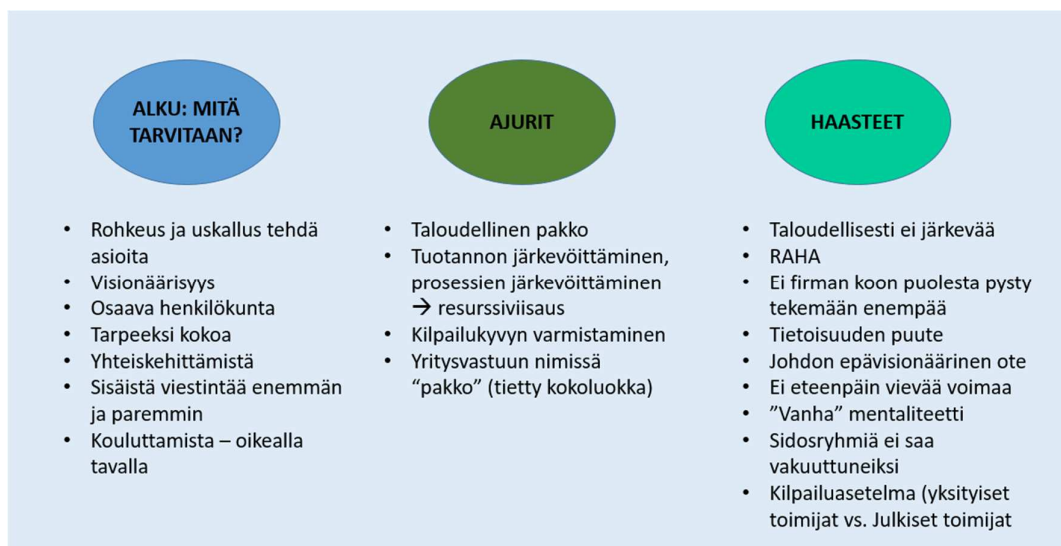 ALKU: MITÄ
TARVITAAN?
• Rohkeus ja uskallus tehdä
asioita
• Visionäärisyys
• Osaava henkilökunta
• Tarpeeksi kokoa
• Yhteiskehittämistä
• Sisäistä viestintää enemmän
ja paremmin
• Kouluttamista – oikealla
tavalla
AJURIT
• Taloudellinen pakko
• Tuotannon järkevöittäminen,
prosessien järkevöittäminen
→ resurssiviisaus
• Kilpailukyvyn varmistaminen
• Yritysvastuun nimissä
“pakko” (tietty kokoluokka)
HAASTEET
• Taloudellisesti ei järkevää
• RAHA
• Ei firman koon puolesta pysty
tekemään enempää
• Tietoisuuden puute
• Johdon epävisionäärinen ote
• Ei eteenpäin vievää voimaa
• ”Vanha” mentaliteetti
• Sidosryhmiä ei saa
vakuuttuneiksi
• Kilpailuasetelma (yksityiset
toimijat vs. Julkiset toimijat